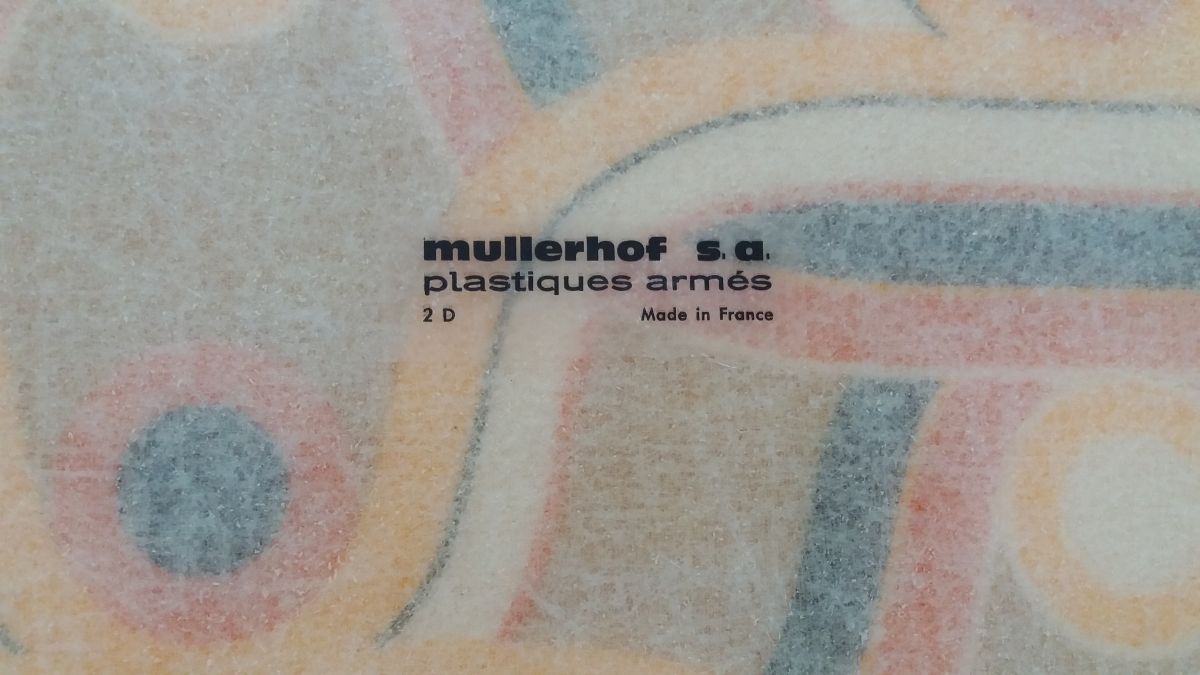 mullerhof s.a.
plastiques armés
2 D Made in France